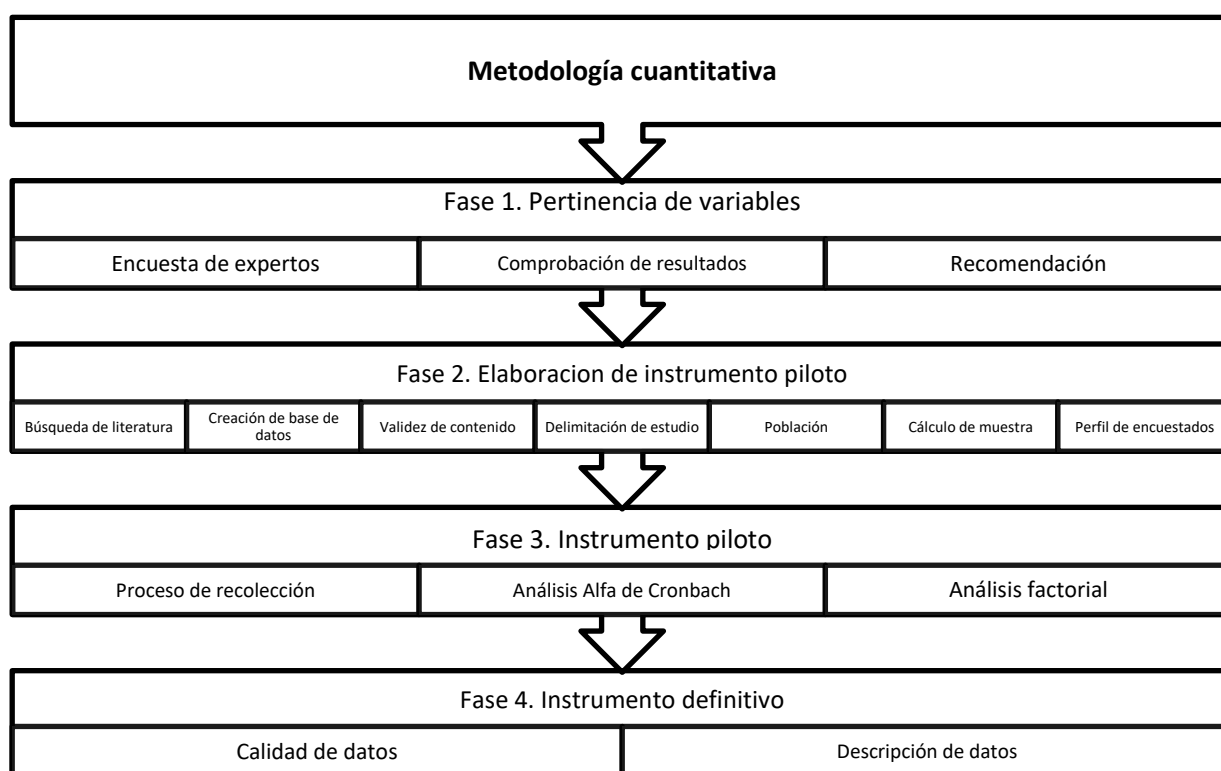 Metodología cuantitativa
Fase 1. Pertinencia de variables
Encuesta de expertos
Comprobación de resultados
Recomendación
Fase 2. Elaboracion de instrumento piloto
Búsqueda de literatura
Creación de base de
datos
Validez de contenido
Delimitación de estudio
Población
Cálculo de muestra
Perfil de encuestados
Fase 3. Instrumento piloto
Proceso de recolección
Análisis Alfa de Cronbach
Análisis factorial
Fase 4. Instrumento definitivo
Calidad de datos
Descripción de datos